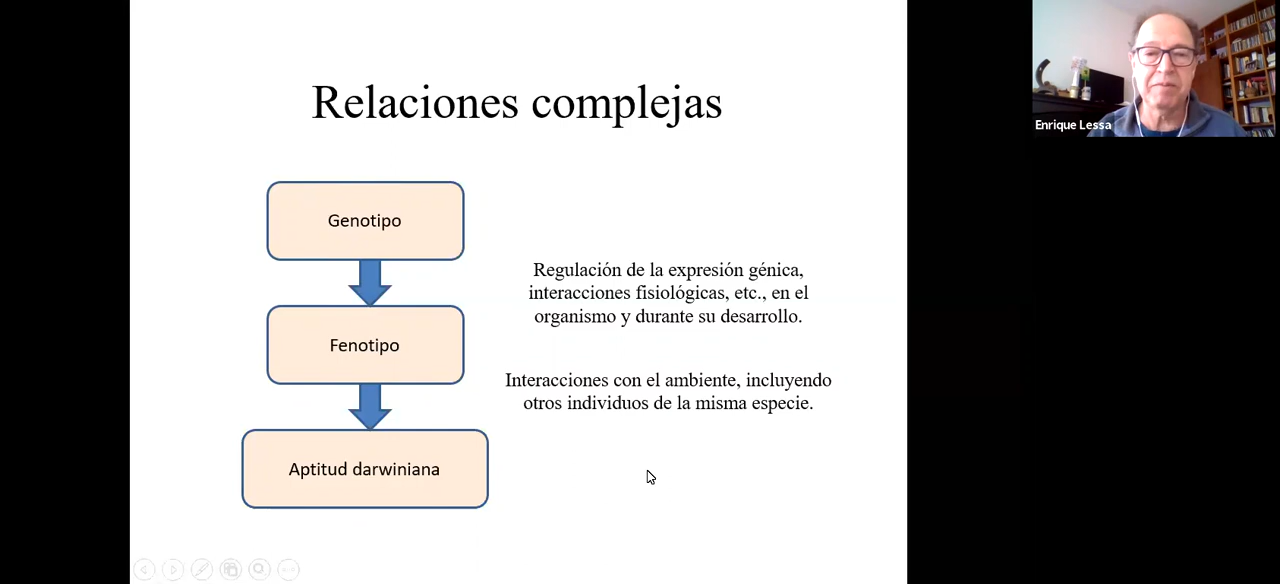 Relaciones complejas
Genotipo
Regulación de la expresión génica,
interacciones fisiológicas, etc., en el
organismo y durante su desarrollo.
Fenotipo
Interacciones con el ambiente, incluyendo
otros individuos de la misma especie.
Aptitud darwiniana
Enrique Lessa